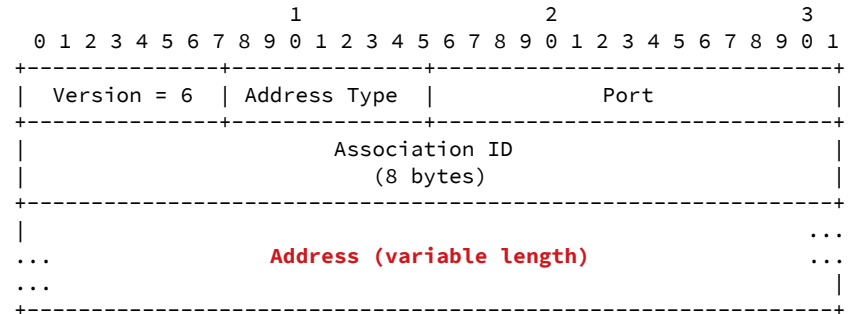 1                   2                   3
 0 1 2 3 4 5 6 7 8 9 0 1 2 3 4 5 6 7 8 9 0 1 2 3 4 5 6 7 8 9 0 1
+---------------+---------------+-------------------------------+
|  Version = 6  | Address Type  |             Port              |
+---------------+---------------+-------------------------------+
|                        Association ID                         |
|                           (8 bytes)                           |
+---------------------------------------------------------------+
|                                                             ...
...                 Address (variable length)                 ...
...                                                             |
+---------------------------------------------------------------+